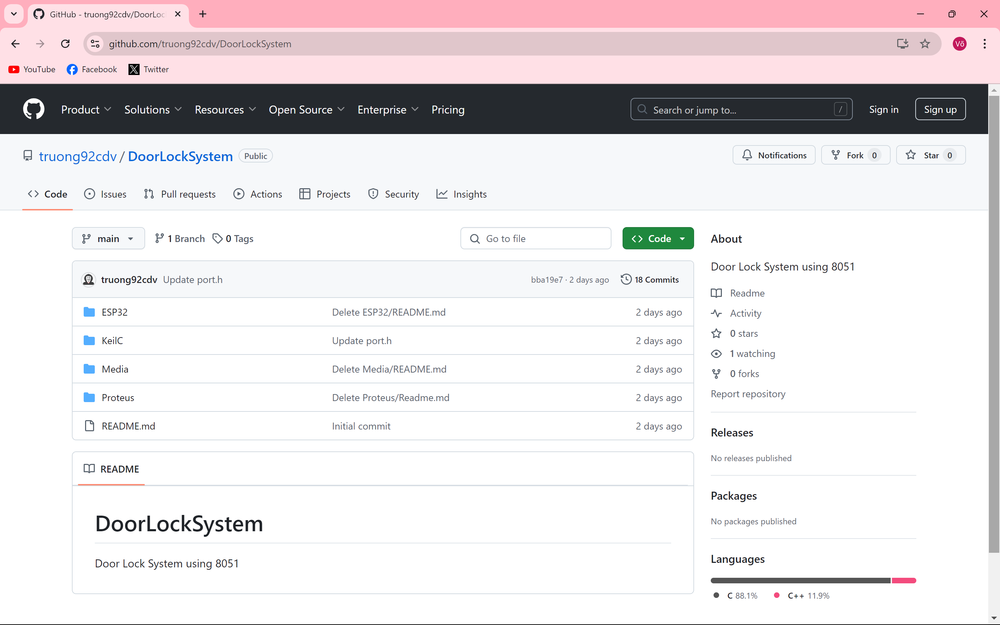 GitHub - truong92cdv/DoorLoc
github.com/truong92cdv/DoorLockSystem
Võ
YouTube Facebook Twitter
Product Solutions Resources Open Source Enterprise Pricing Search or jump to... / Sign in Sign up
truong92cdv / DoorLockSystem Public Notifications Fork 0 Star 0
Code Issues Pull requests Actions Projects Security Insights
main 1 Branch 0 Tags Go to file Code
truong92cdv Update port.h bba19e7 · 2 days ago 18 Commits
ESP32 Delete ESP32/README.md 2 days ago
KeilC Update port.h 2 days ago
Media Delete Media/README.md 2 days ago
Proteus Delete Proteus/Readme.md 2 days ago
README.md Initial commit 2 days ago
README
DoorLockSystem
Door Lock System using 8051
About
Door Lock System using 8051
Readme
Activity
0 stars
1 watching
0 forks
Report repository
Releases
No releases published
Packages
No packages published
Languages
C 88.1% C++ 11.9%